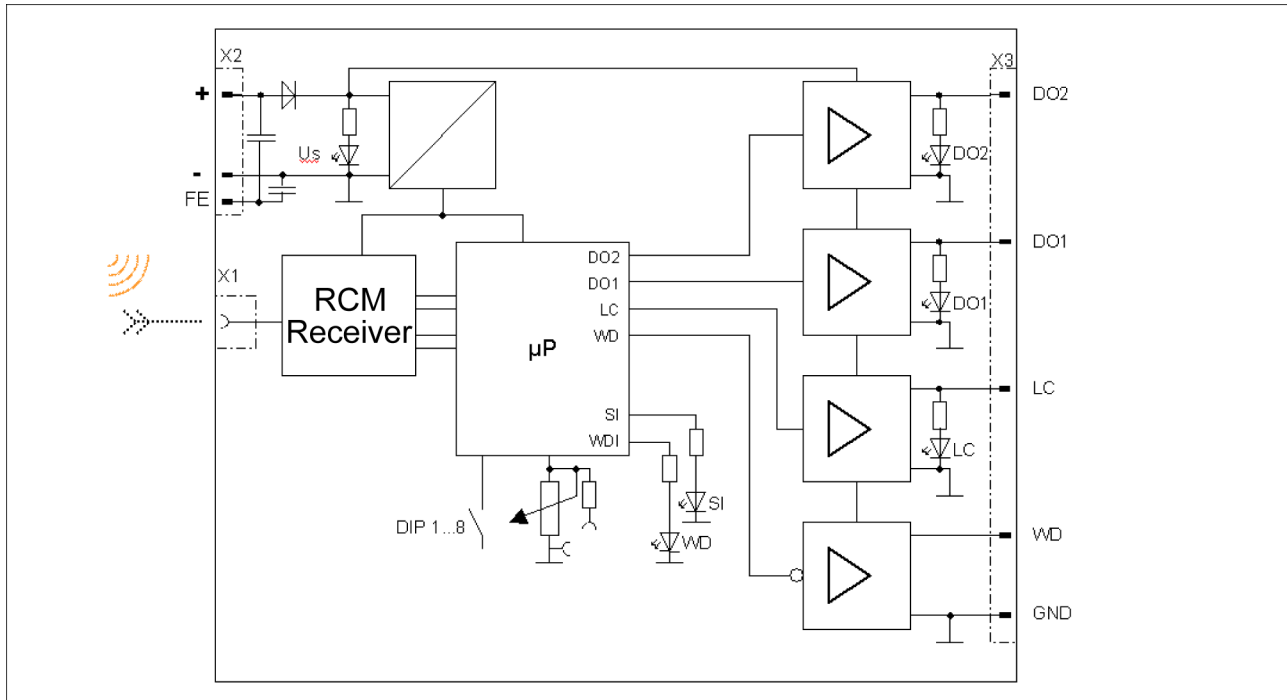 X2
X3
+
DO2
Us
DO2
-
FE
DO1
DO2
X1
DO1
RCM
Receiver
DO1
LC
WD
µP
LC
SI
WDI
LC
SI
DIP 1...8
WD
WD
GND